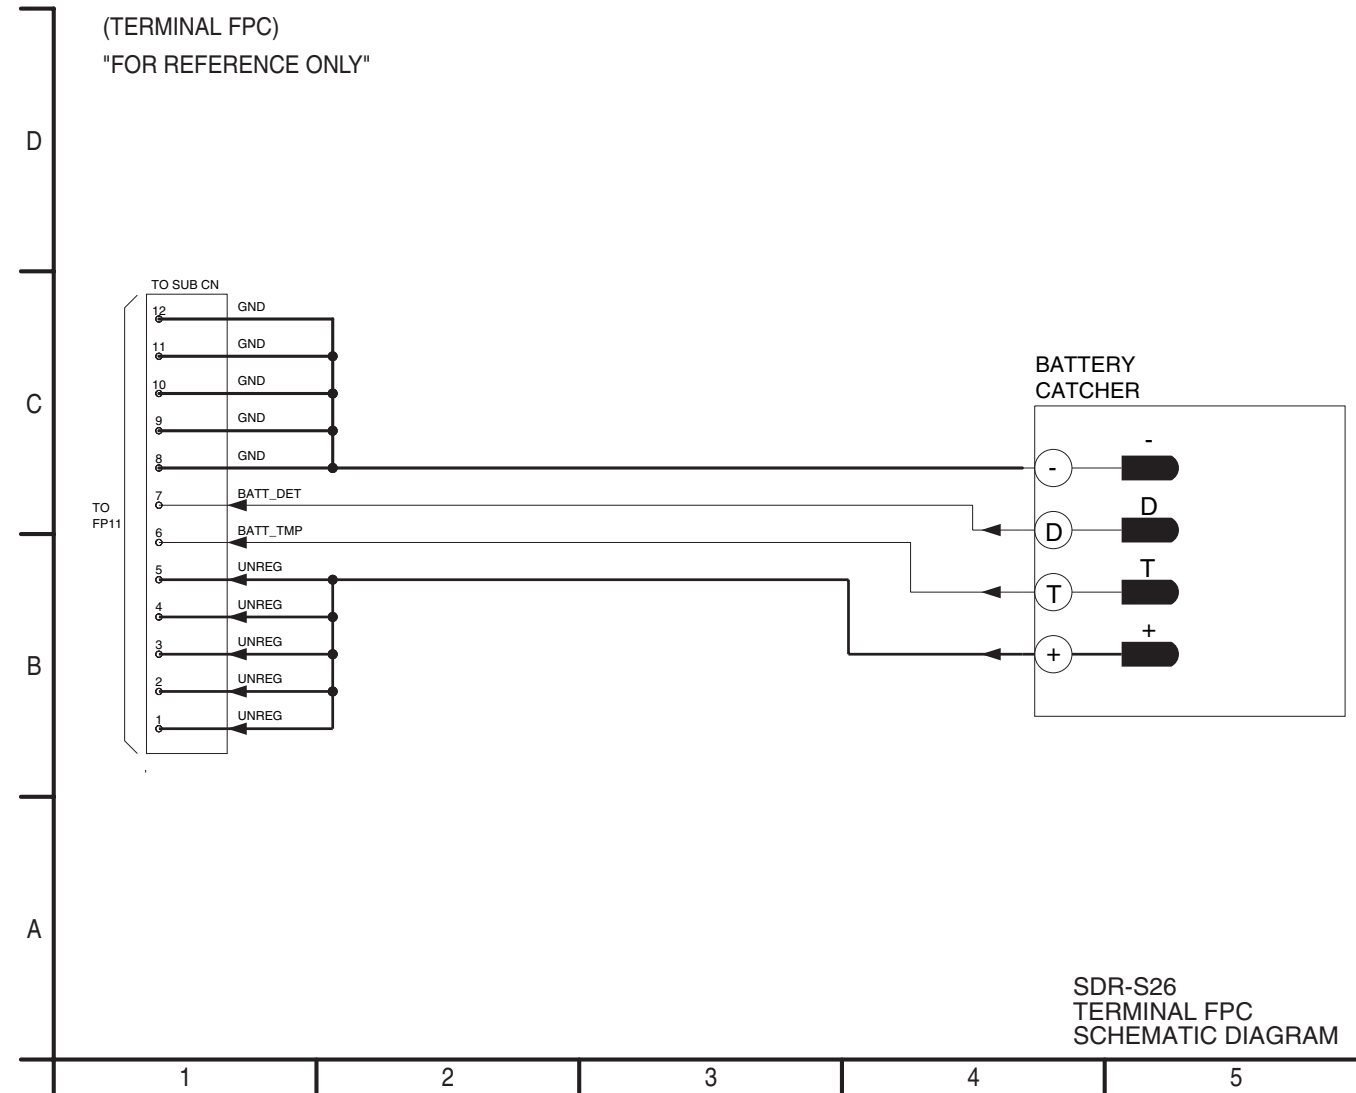 (TERMINAL FPC)
"FOR REFERENCE ONLY"
D
TO SUB CN
12 GND
11 GND
10 GND
9 GND
8 GND
7 BATT_DET
6 BATT_TMP
5 UNREG
4 UNREG
3 UNREG
2 UNREG
1 UNREG
TO
FP11
C
B
A
BATTERY
CATCHER
- -
D D
T T
+ +
SDR-S26
TERMINAL FPC
SCHEMATIC DIAGRAM
1 2 3 4 5